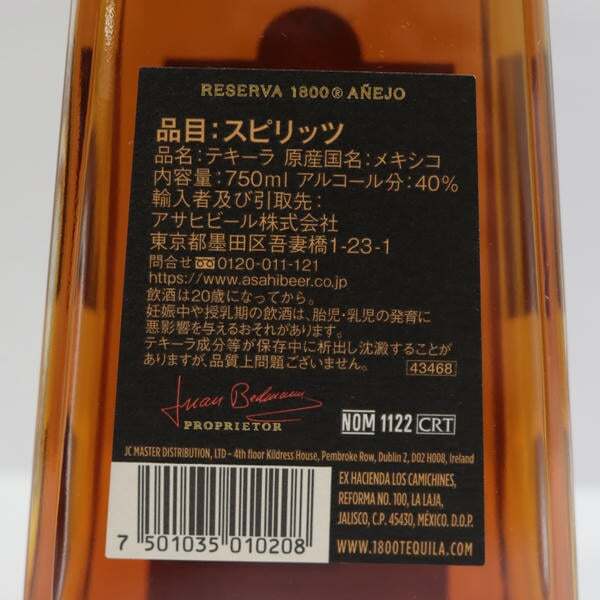 RESERVA 1800® AÑEJO
品目：スピリッツ
品名：テキーラ 原産国名：メキシコ
内容量：750ml アルコール分：40%
輸入者及び引取先：
アサヒビール株式会社
東京都墨田区吾妻橋1-23-1
問合せ 0120-011-121
https://www.asahibeer.co.jp
飲酒は20歳になってから。
妊娠中や授乳期の飲酒は、胎児・乳児の発育に
悪影響を与えるおそれがあります。
テキーラ成分等が保存中に析出し沈澱することが
ありますが、品質上問題ございません。 43468
Juan Beckmann
PROPRIETOR
NOM 1122 CRT
JC MASTER DISTRIBUTION, LTD - 4th floor Kildress House, Pembroke Row, Dublin 2, D02 H008, Ireland
EX HACIENDA LOS CAMICHINES,
REFORMA NO. 100, LA LAJA,
JALISCO, C.P. 45430, MÉXICO. D.O.P.
WWW.1800TEQUILA.COM
7 501035 010208